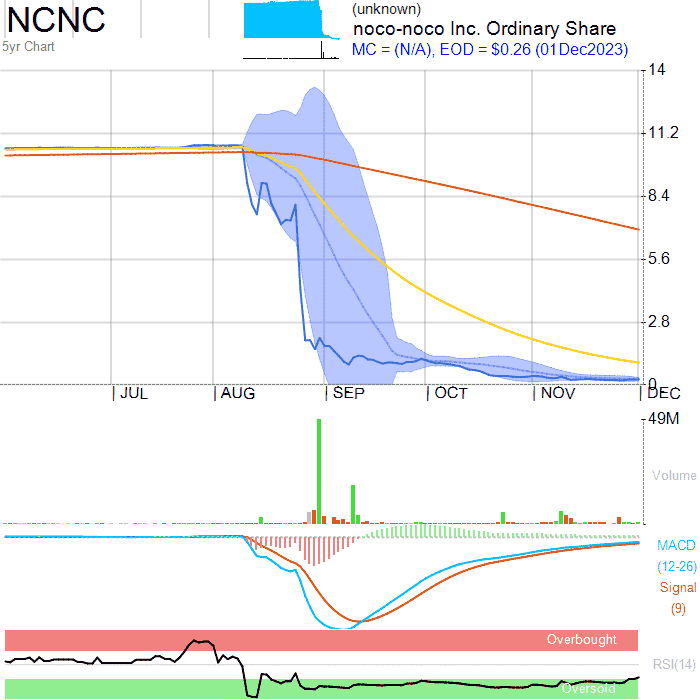 NCNC
(unknown)
noco-noco Inc. Ordinary Share
5yr Chart
MC = (N/A), EOD = $0.26 (01Dec2023)
14
11.2
8.4
5.6
2.8
0
JUL AUG SEP OCT NOV DEC
49M
Volume
MACD
(12-26)
Signal
(9)
Overbought
RSI(14)
Oversold